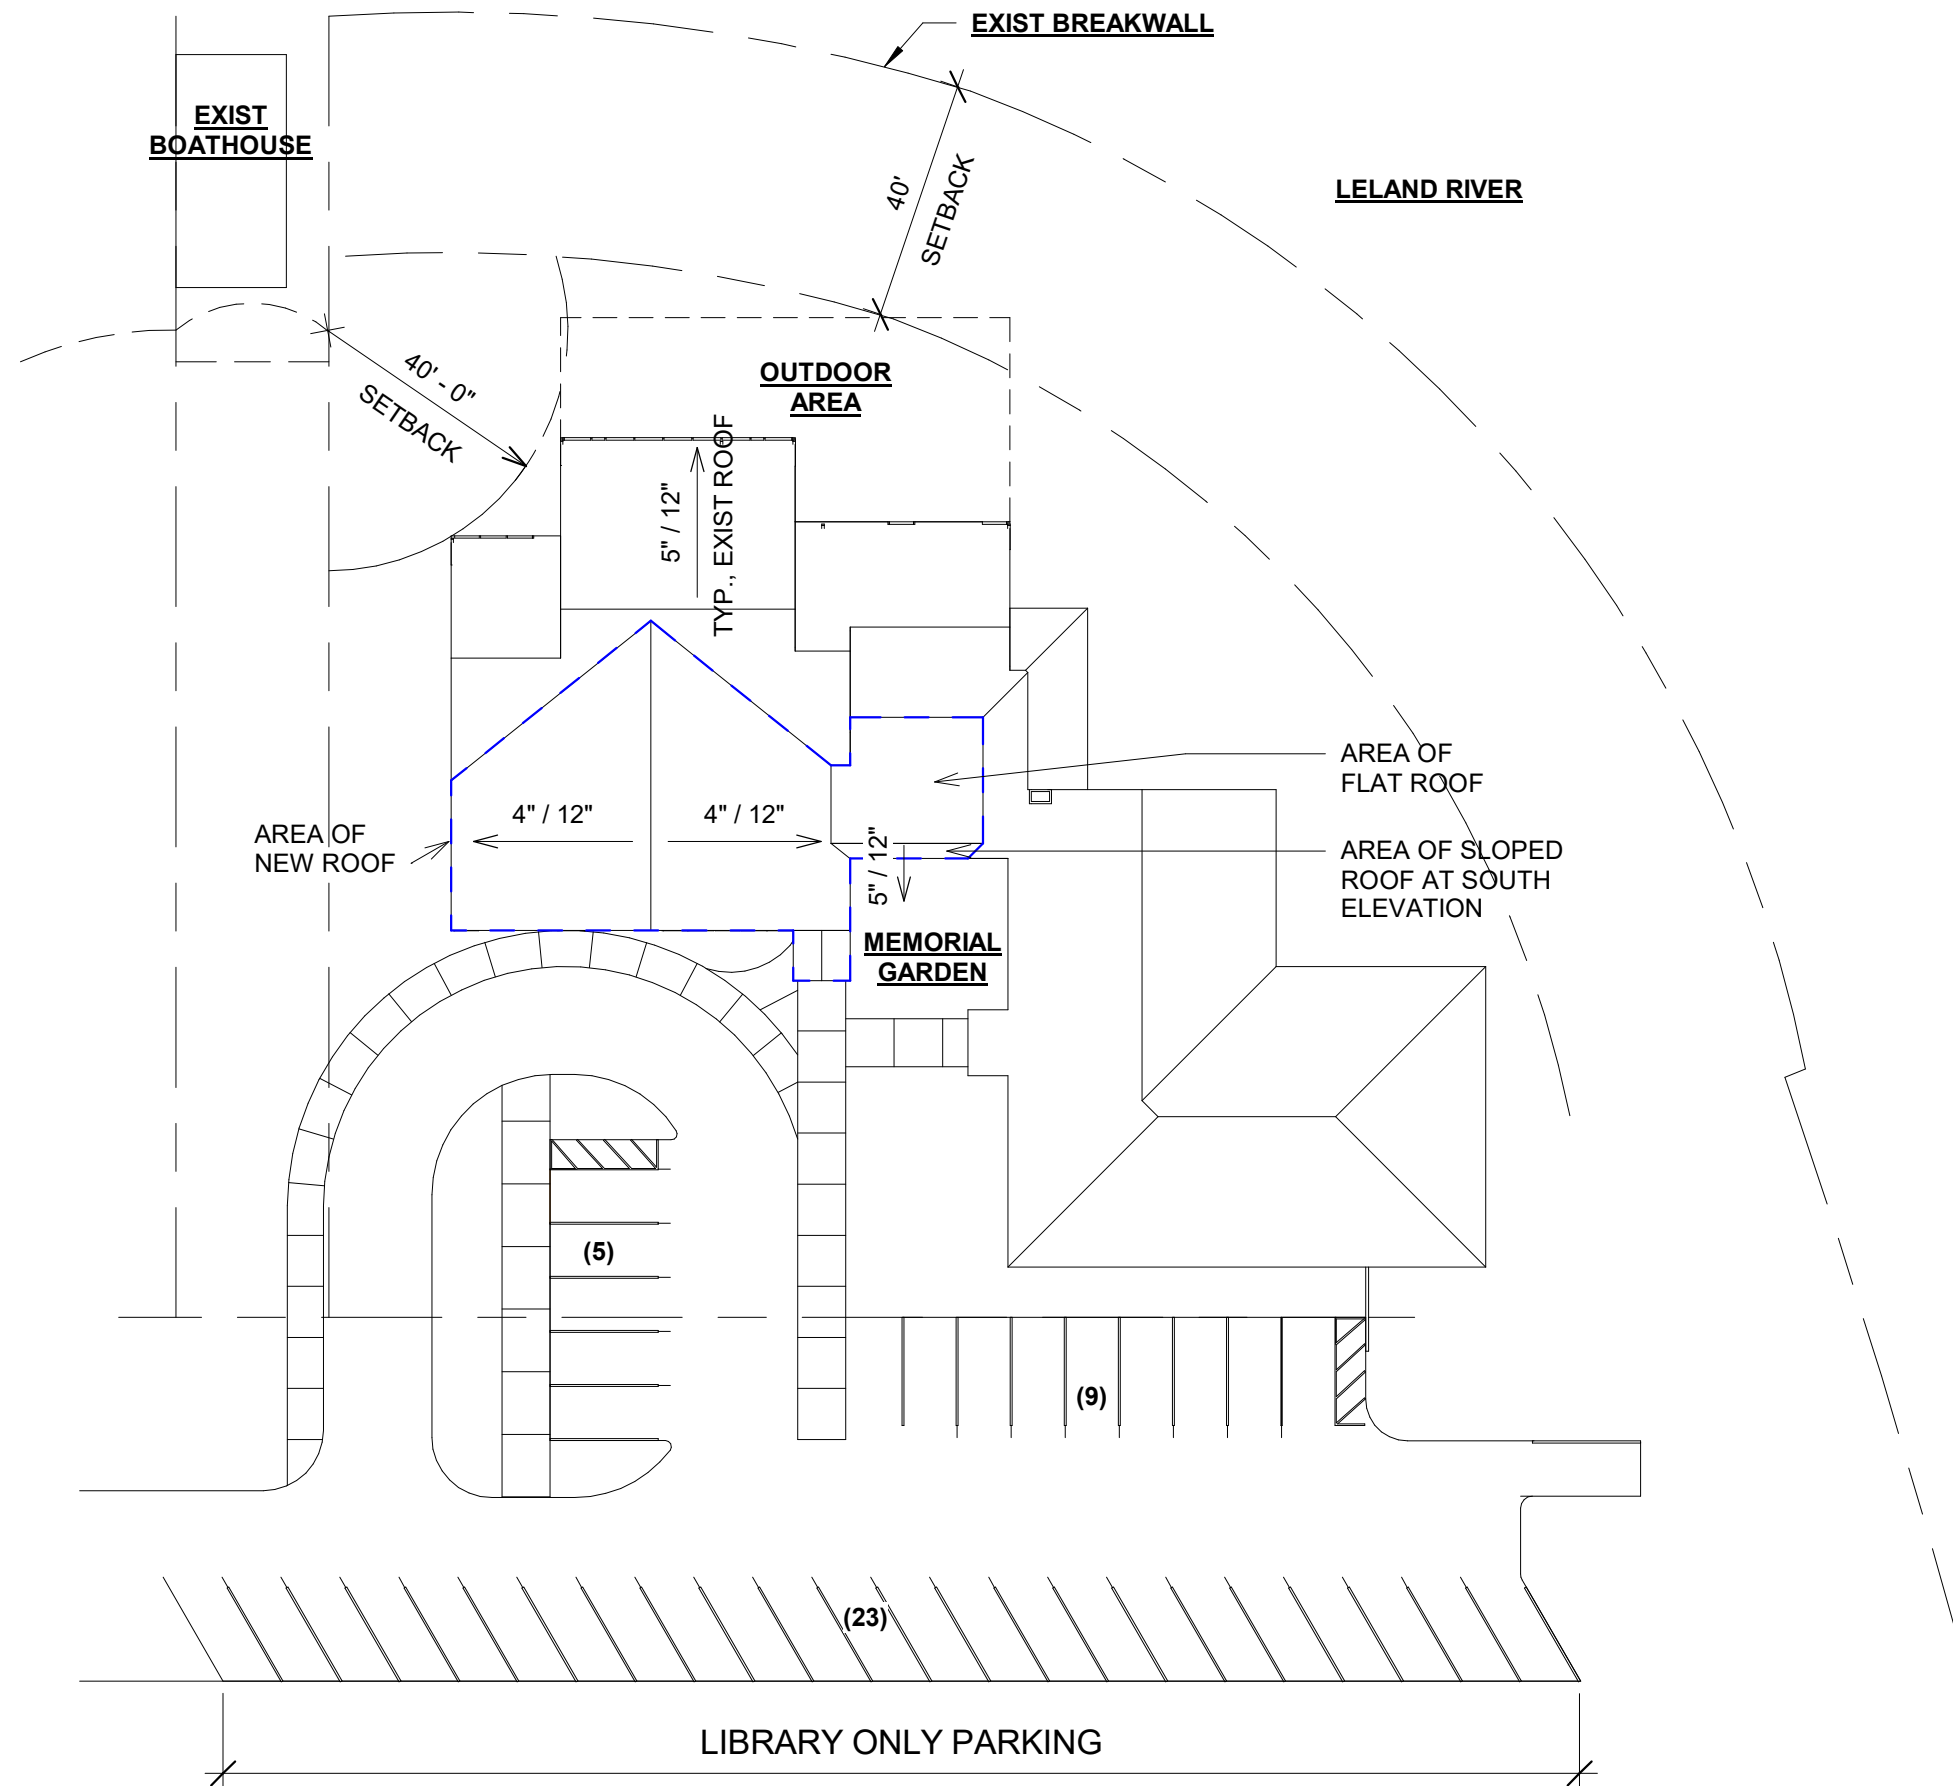 EXIST BREAKWALL
EXIST
BOATHOUSE
LELAND RIVER
40'
SETBACK
40' - 0"
SETBACK
OUTDOOR
AREA
5" / 12"
TYP., EXIST ROOF
AREA OF
FLAT ROOF
4" / 12"
4" / 12"
AREA OF
NEW ROOF
5" / 12"
AREA OF SLOPED
ROOF AT SOUTH
ELEVATION
MEMORIAL
GARDEN
(5)
(9)
(23)
LIBRARY ONLY PARKING